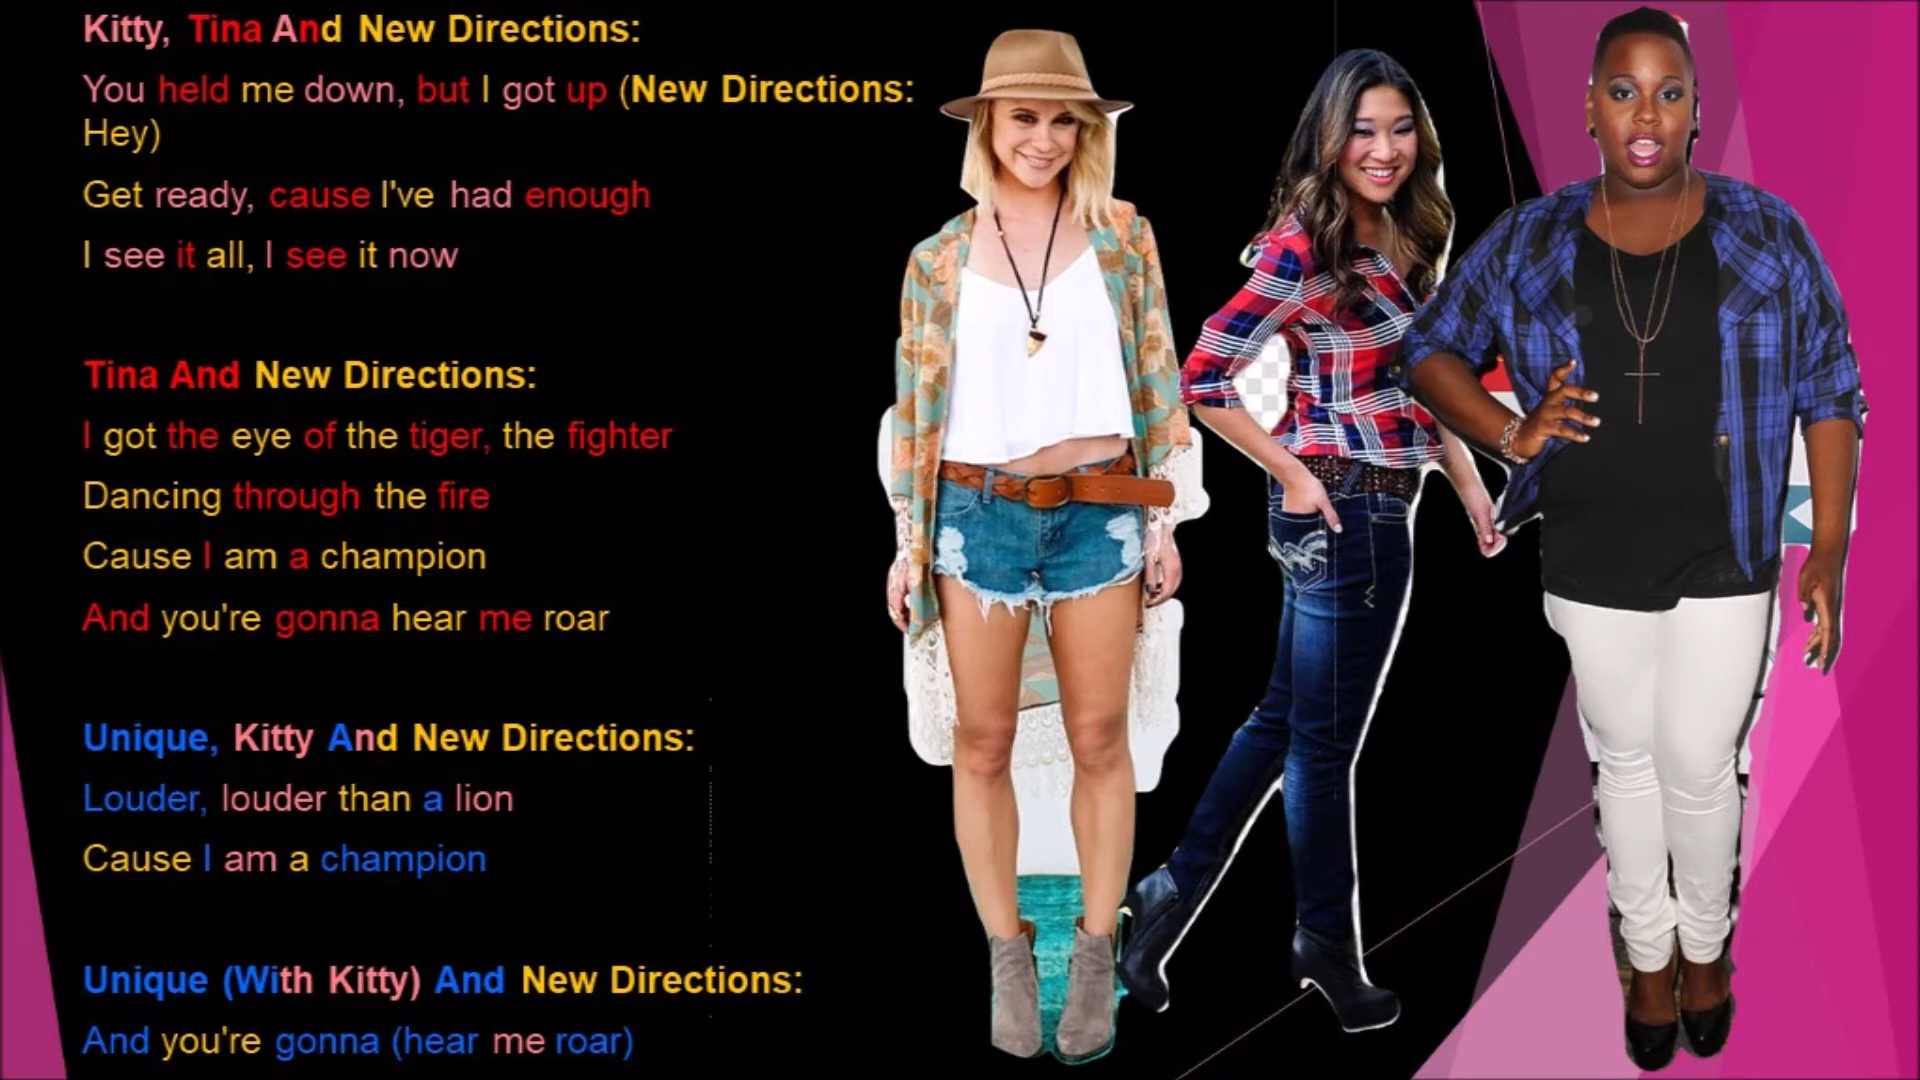 Kitty, Tina And New Directions:
You held me down, but I got up (New Directions:
Hey)
Get ready, cause I've had enough
I see it all, I see it now
Tina And New Directions:
I got the eye of the tiger, the fighter
Dancing through the fire
Cause I am a champion
And you're gonna hear me roar
Unique, Kitty And New Directions:
Louder, louder than a lion
Cause I am a champion
Unique (With Kitty) And New Directions:
And you're gonna (hear me roar)